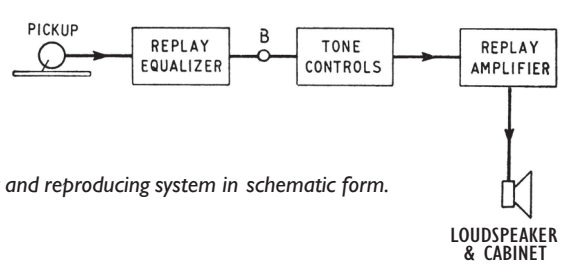 PICKUP
REPLAY
EQUALIZER
B
TONE
CONTROLS
REPLAY
AMPLIFIER
and reproducing system in schematic form.
LOUDSPEAKER
& CABINET